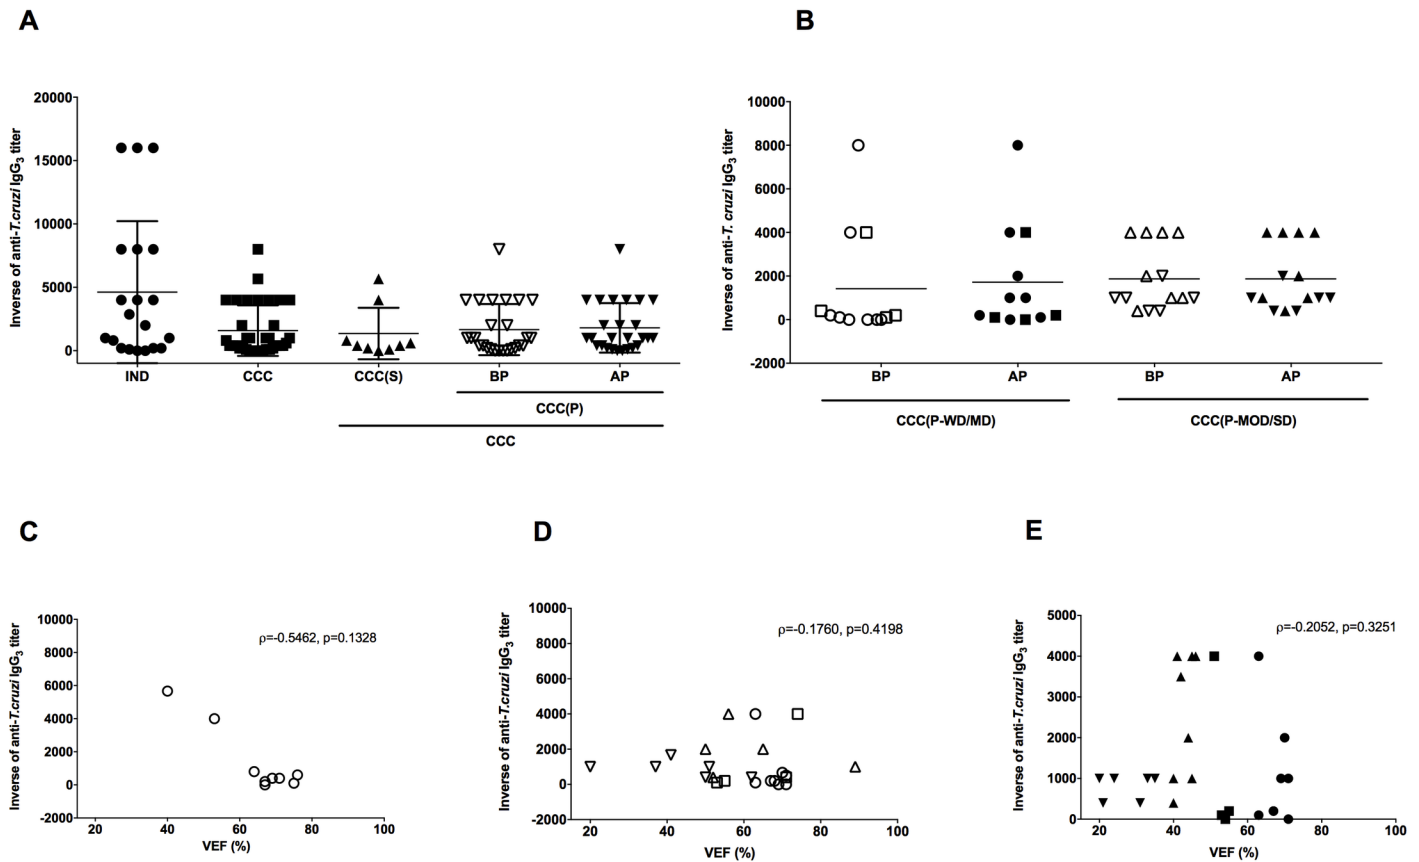 A
Inverse of anti-T.cruzi IgG3 titer
20000
15000
10000
5000
0
IND
CCC
CCC(S)
BP
AP
CCC(P)
CCC
B
Inverse of anti-T. cruzi IgG3 titer
10000
8000
6000
4000
2000
0
-2000
BP
AP
BP
AP
CCC(P-WD/MD)
CCC(P-MOD/SD)
C
Inverse of anti-T.cruzi IgG3 titer
10000
8000
6000
4000
2000
0
-2000
ρ=-0.5462, p=0.1328
20
40
60
80
100
VEF (%)
D
Inverse of anti-T.cruzi IgG3 titer
10000
8000
6000
4000
2000
0
-2000
ρ=-0.1760, p=0.4198
20
40
60
80
100
VEF (%)
E
Inverse of anti-T.cruzi IgG3 titer
5000
4000
3000
2000
1000
0
ρ=-0.2052, p=0.3251
20
40
60
80
100
VEF (%)